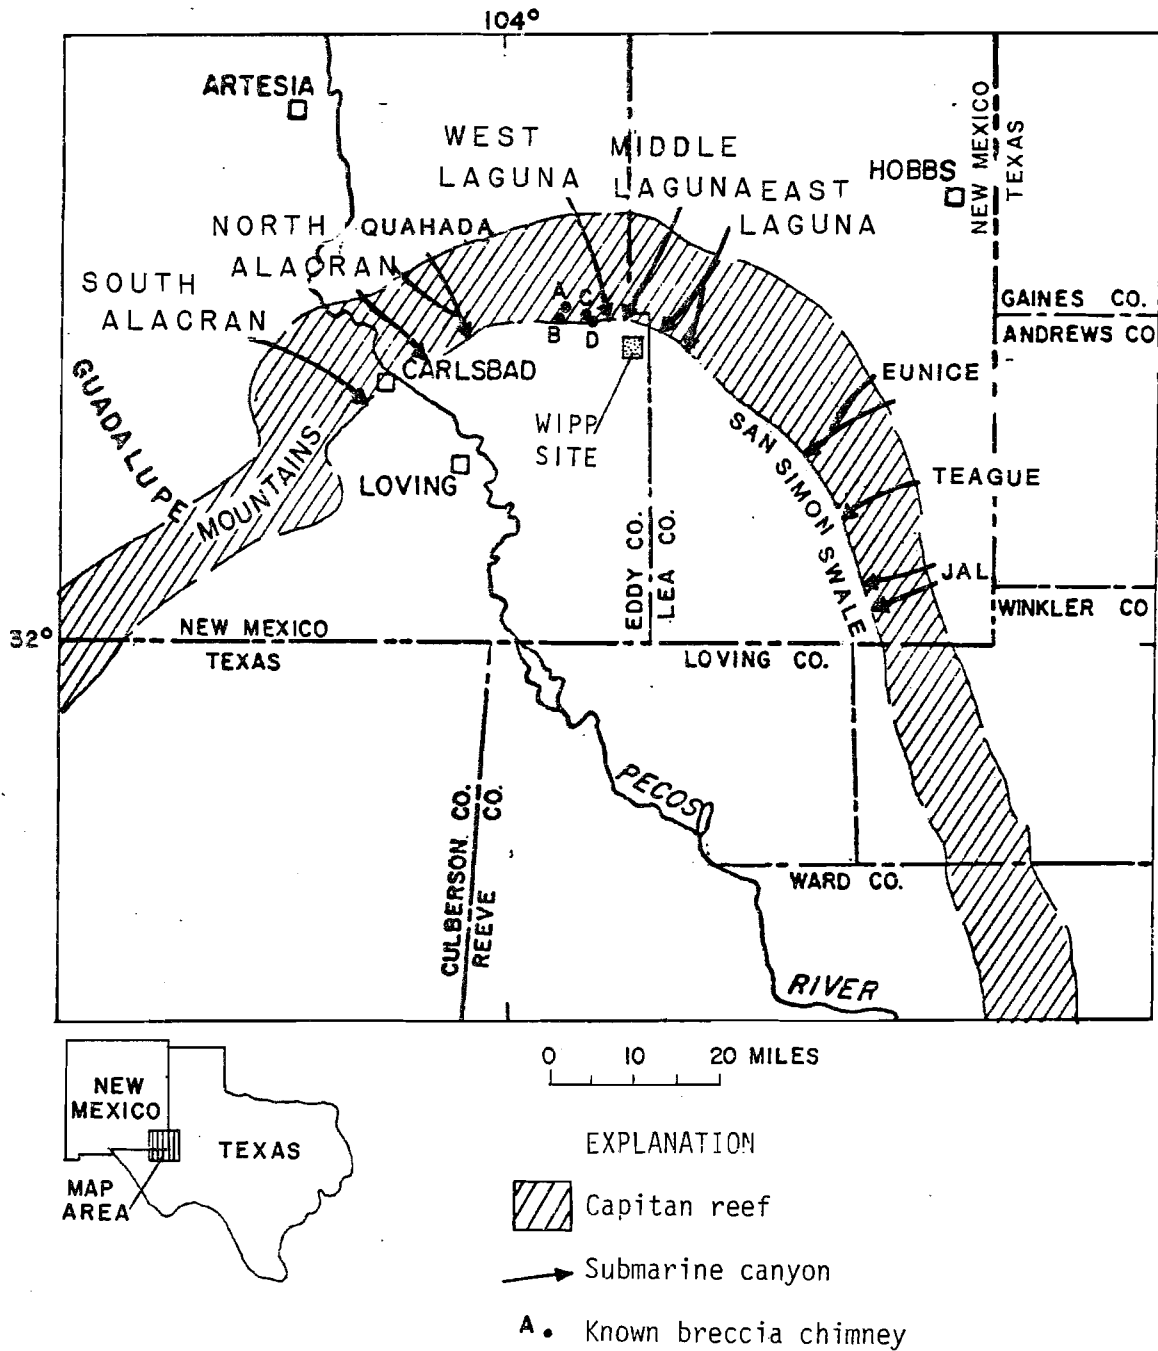 104°
ARTESIA
WEST
LAGUNA
MIDDLE
LAGUNA
EAST
LAGUNA
HOBBS
NEW MEXICO
TEXAS
NORTH
ALACRAN
QUAHADA
SOUTH
ALACRAN
A
C
B
D
GAINES CO.
ANDREWS CO
GUADALUPE
MOUNTAINS
CARLSBAD
WIPP
SITE
LOVING
EUNICE
SAN SIMON SWALE
TEAGUE
EDDY CO.
LEA CO.
JAL
WINKLER CO
32°
NEW MEXICO
TEXAS
LOVING CO.
PECOS
CULBERSON CO.
REEVE CO.
WARD CO.
RIVER
0 10 20 MILES
NEW
MEXICO
TEXAS
MAP
AREA
EXPLANATION
Capitan reef
Submarine canyon
A. Known breccia chimney